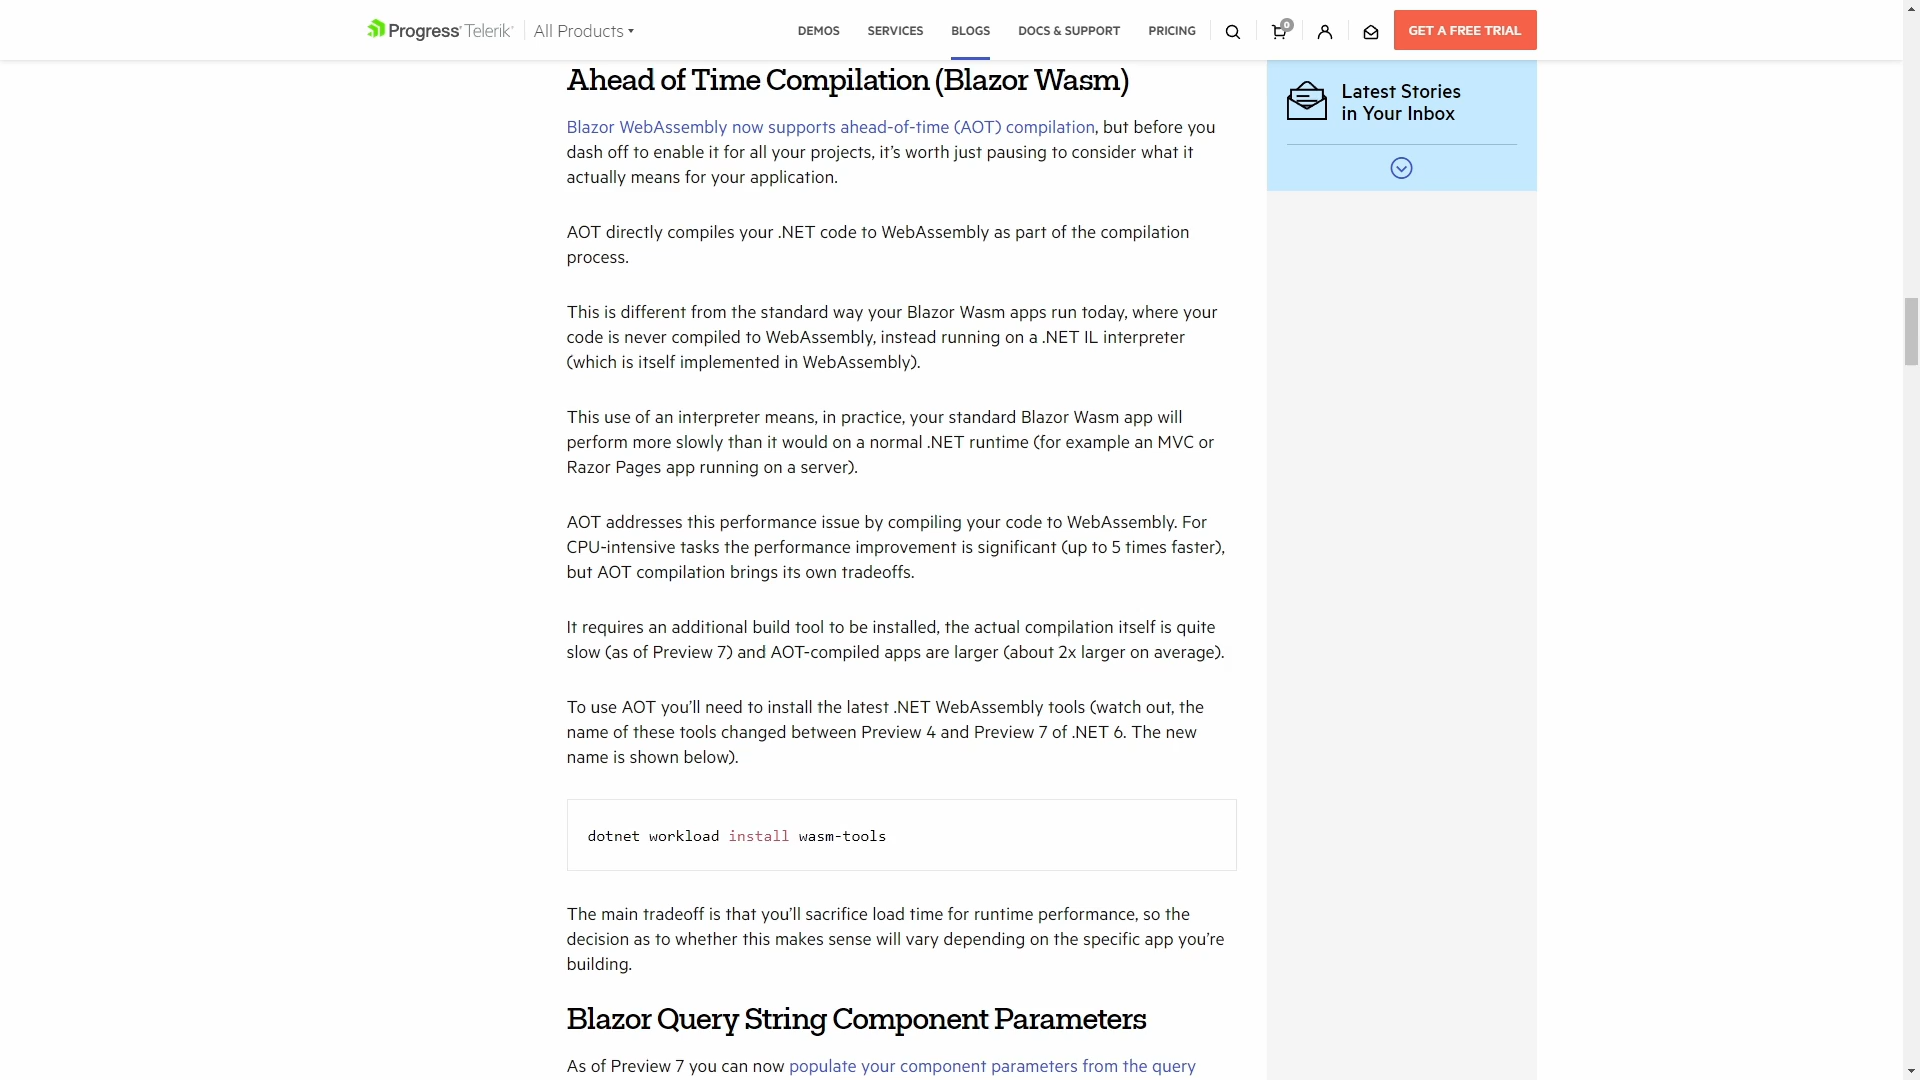 Progress Telerik
All Products
DEMOS
SERVICES
BLOGS
DOCS & SUPPORT
PRICING
0
GET A FREE TRIAL
Ahead of Time Compilation (Blazor Wasm)
Blazor WebAssembly now supports ahead-of-time (AOT) compilation, but before you
dash off to enable it for all your projects, it’s worth just pausing to consider what it
actually means for your application.
AOT directly compiles your .NET code to WebAssembly as part of the compilation
process.
This is different from the standard way your Blazor Wasm apps run today, where your
code is never compiled to WebAssembly, instead running on a .NET IL interpreter
(which is itself implemented in WebAssembly).
This use of an interpreter means, in practice, your standard Blazor Wasm app will
perform more slowly than it would on a normal .NET runtime (for example an MVC or
Razor Pages app running on a server).
AOT addresses this performance issue by compiling your code to WebAssembly. For
CPU-intensive tasks the performance improvement is significant (up to 5 times faster),
but AOT compilation brings its own tradeoffs.
It requires an additional build tool to be installed, the actual compilation itself is quite
slow (as of Preview 7) and AOT-compiled apps are larger (about 2x larger on average).
To use AOT you’ll need to install the latest .NET WebAssembly tools (watch out, the
name of these tools changed between Preview 4 and Preview 7 of .NET 6. The new
name is shown below).
dotnet workload install wasm-tools
The main tradeoff is that you’ll sacrifice load time for runtime performance, so the
decision as to whether this makes sense will vary depending on the specific app you’re
building.
Blazor Query String Component Parameters
As of Preview 7 you can now populate your component parameters from the query
Latest Stories
in Your Inbox